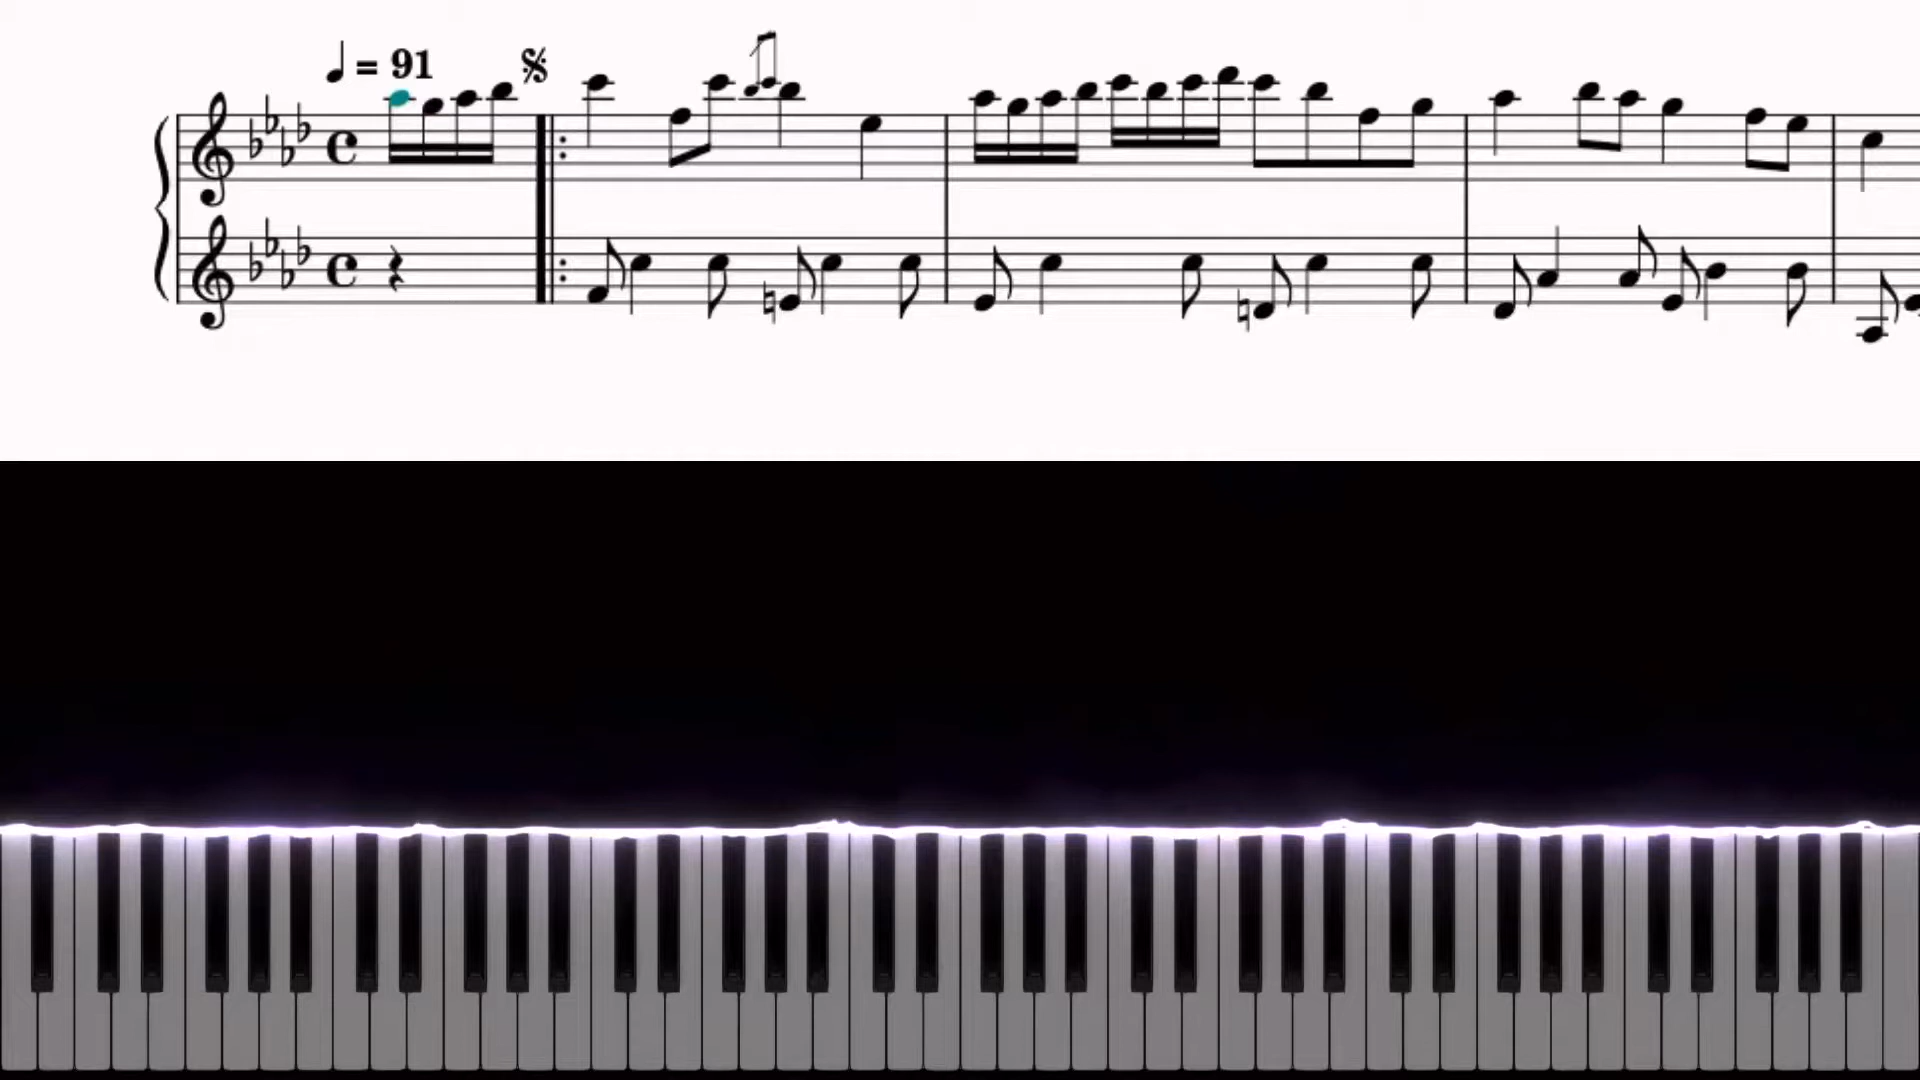 ♩ = 91